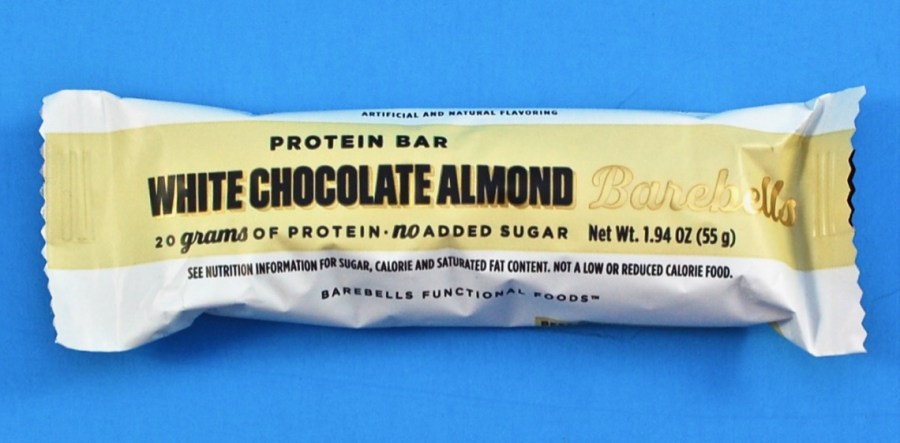 ARTIFICIAL AND NATURAL FLAVORING
PROTEIN BAR
WHITE CHOCOLATE ALMOND Barebells
20 grams OF PROTEIN · no ADDED SUGAR Net Wt. 1.94 OZ (55 g)
SEE NUTRITION INFORMATION FOR SUGAR, CALORIE AND SATURATED FAT CONTENT. NOT A LOW OR REDUCED CALORIE FOOD.
BAREBELLS FUNCTIONAL FOODS™